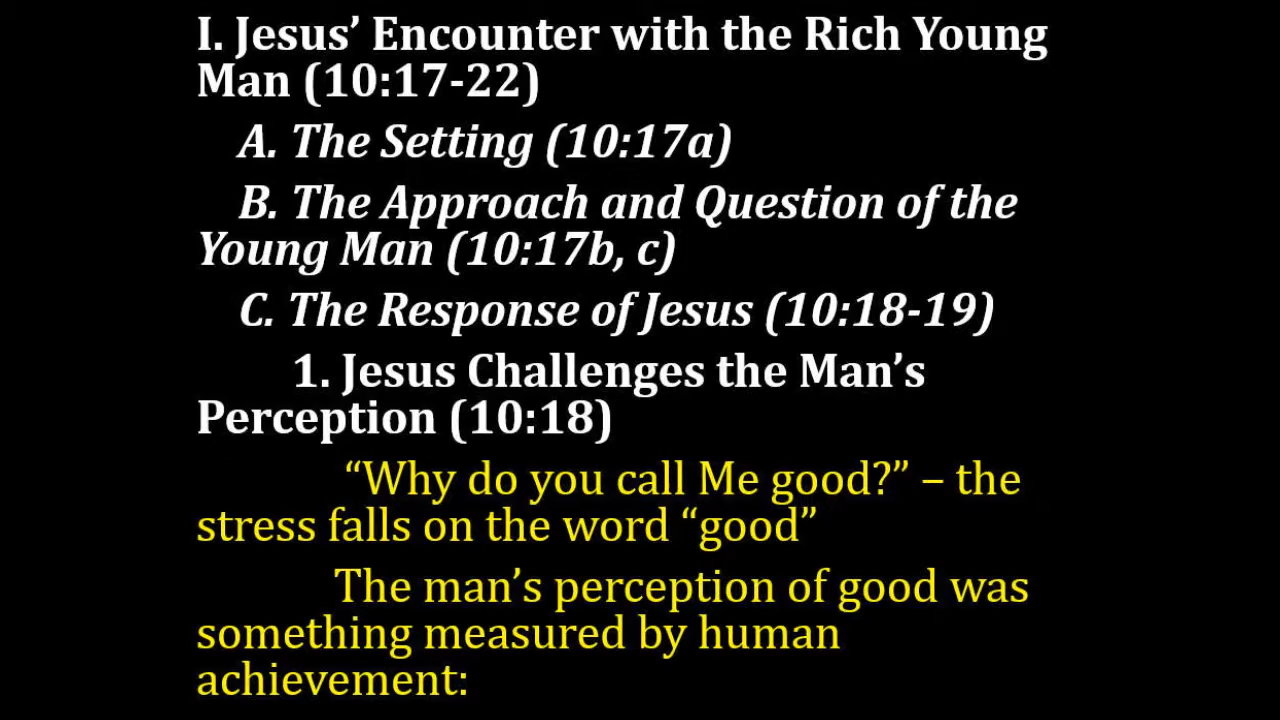 I. Jesus’ Encounter with the Rich Young
Man (10:17-22)
A. The Setting (10:17a)
B. The Approach and Question of the
Young Man (10:17b, c)
C. The Response of Jesus (10:18-19)
1. Jesus Challenges the Man’s
Perception (10:18)
“Why do you call Me good?” – the
stress falls on the word “good”
The man’s perception of good was
something measured by human
achievement: